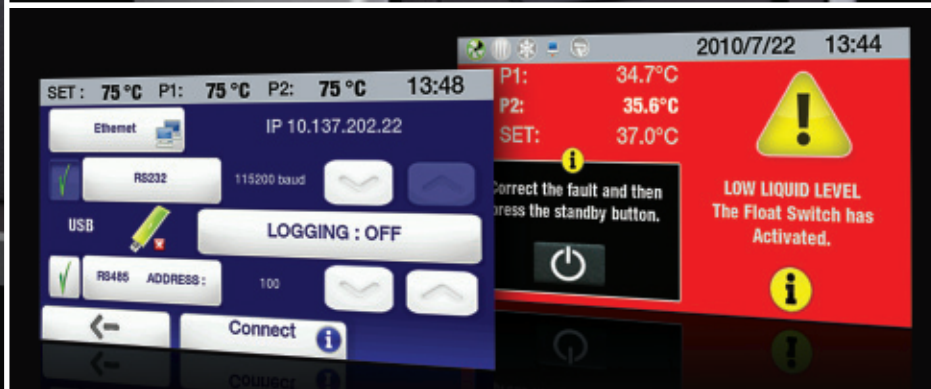 SET: 75 °C P1: 75 °C P2: 75 °C 13:48
Ethernet IP 10.137.202.22
RS232 115200 baud
USB LOGGING : OFF
RS485 ADDRESS: 100
Connect
2010/7/22 13:44
P1: 34.7°C
P2: 35.6°C
SET: 37.0°C
Correct the fault and then
press the standby button.
LOW LIQUID LEVEL
The Float Switch has
Activated.